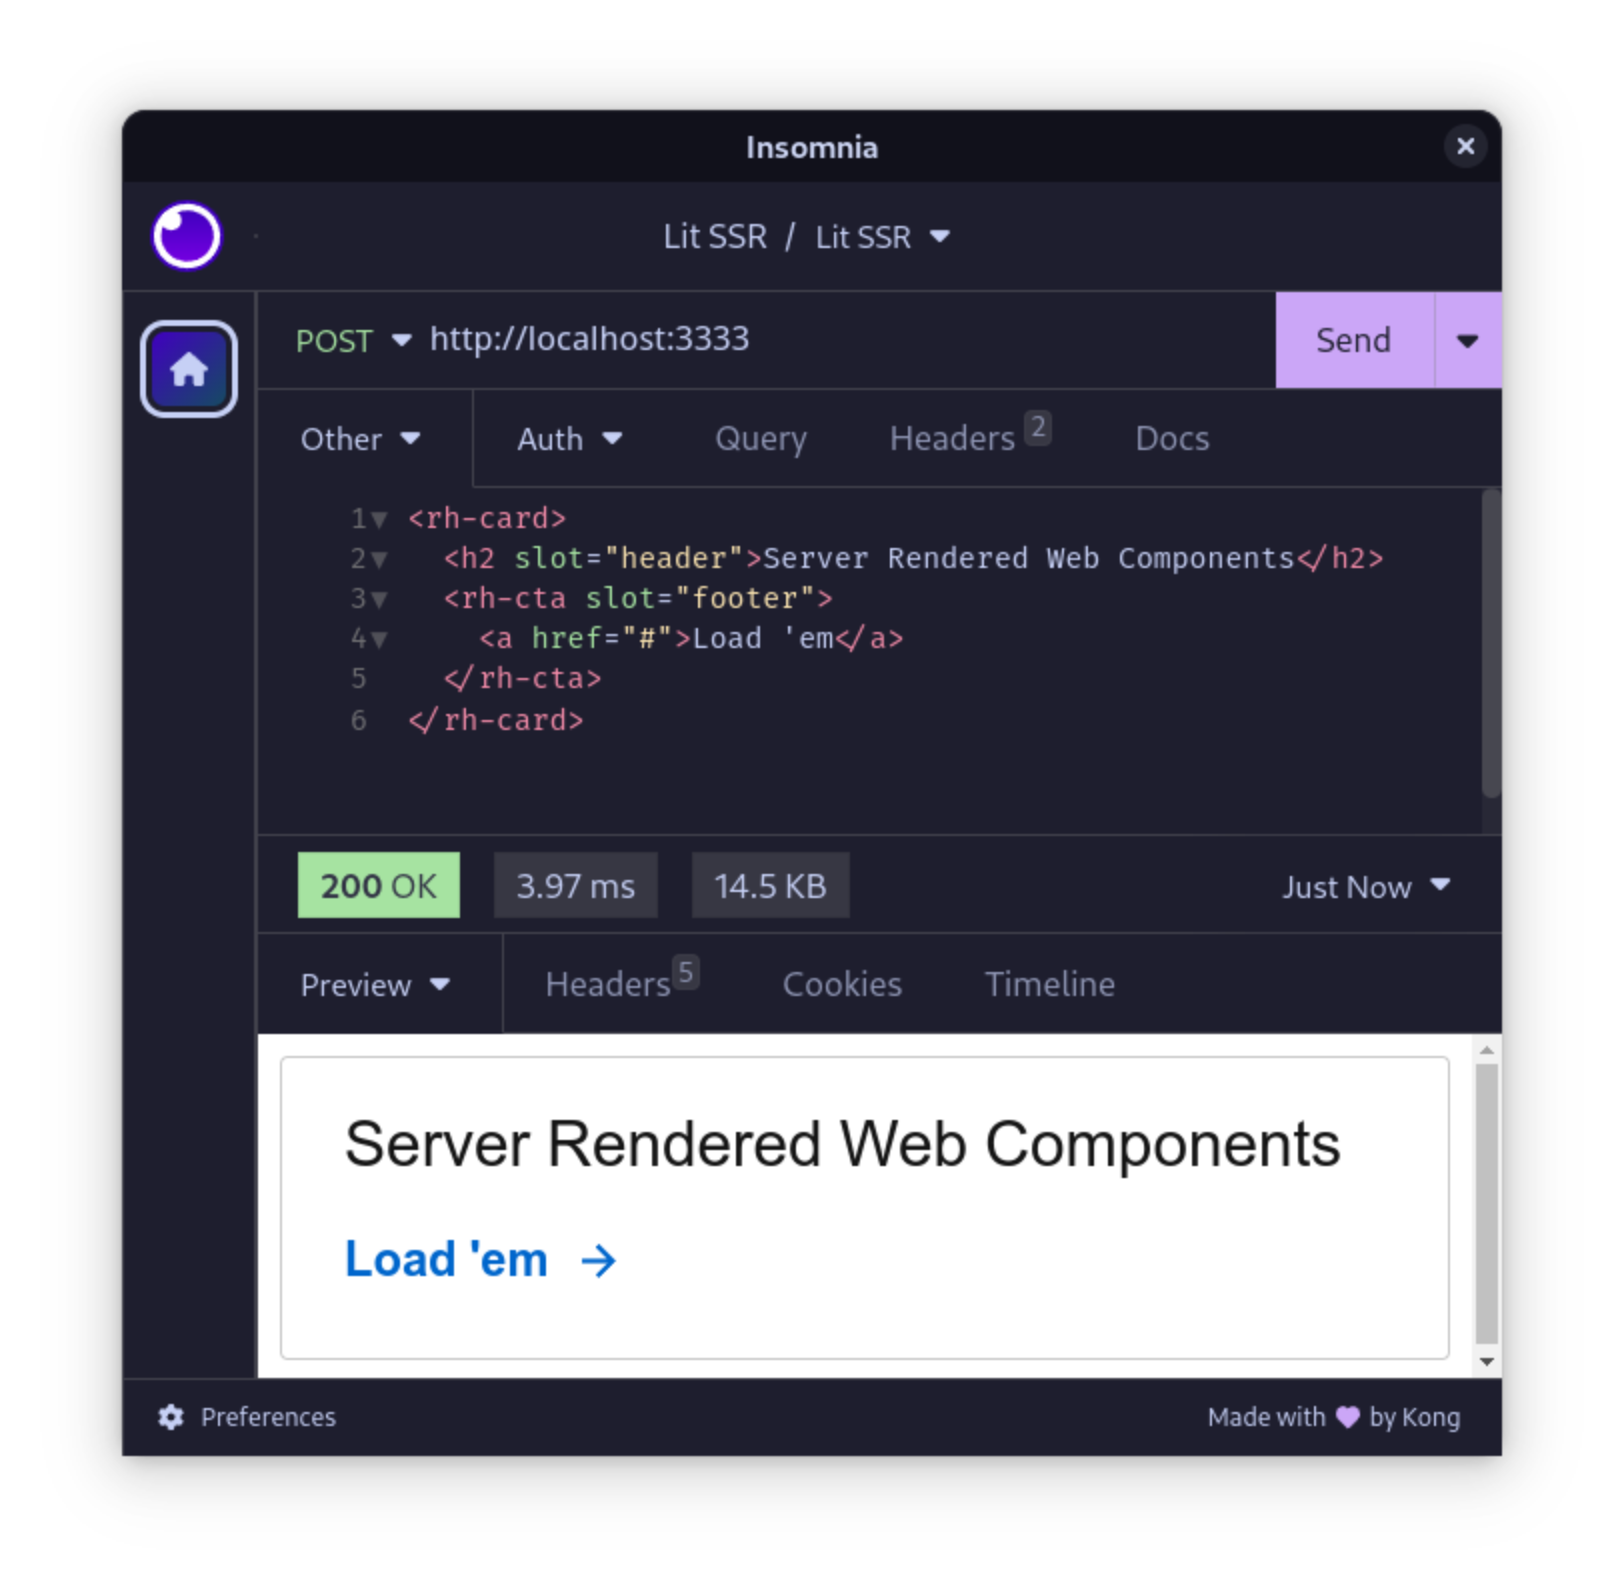 Insomnia
Lit SSR / Lit SSR
POST http://localhost:3333 Send
Other Auth Query Headers 2 Docs
1 <rh-card>
2 <h2 slot="header">Server Rendered Web Components</h2>
3 <rh-cta slot="footer">
4 <a href="#">Load 'em</a>
5 </rh-cta>
6 </rh-card>
200 OK 3.97 ms 14.5 KB Just Now
Preview Headers 5 Cookies Timeline
Server Rendered Web Components
Load 'em →
Preferences Made with 💜 by Kong